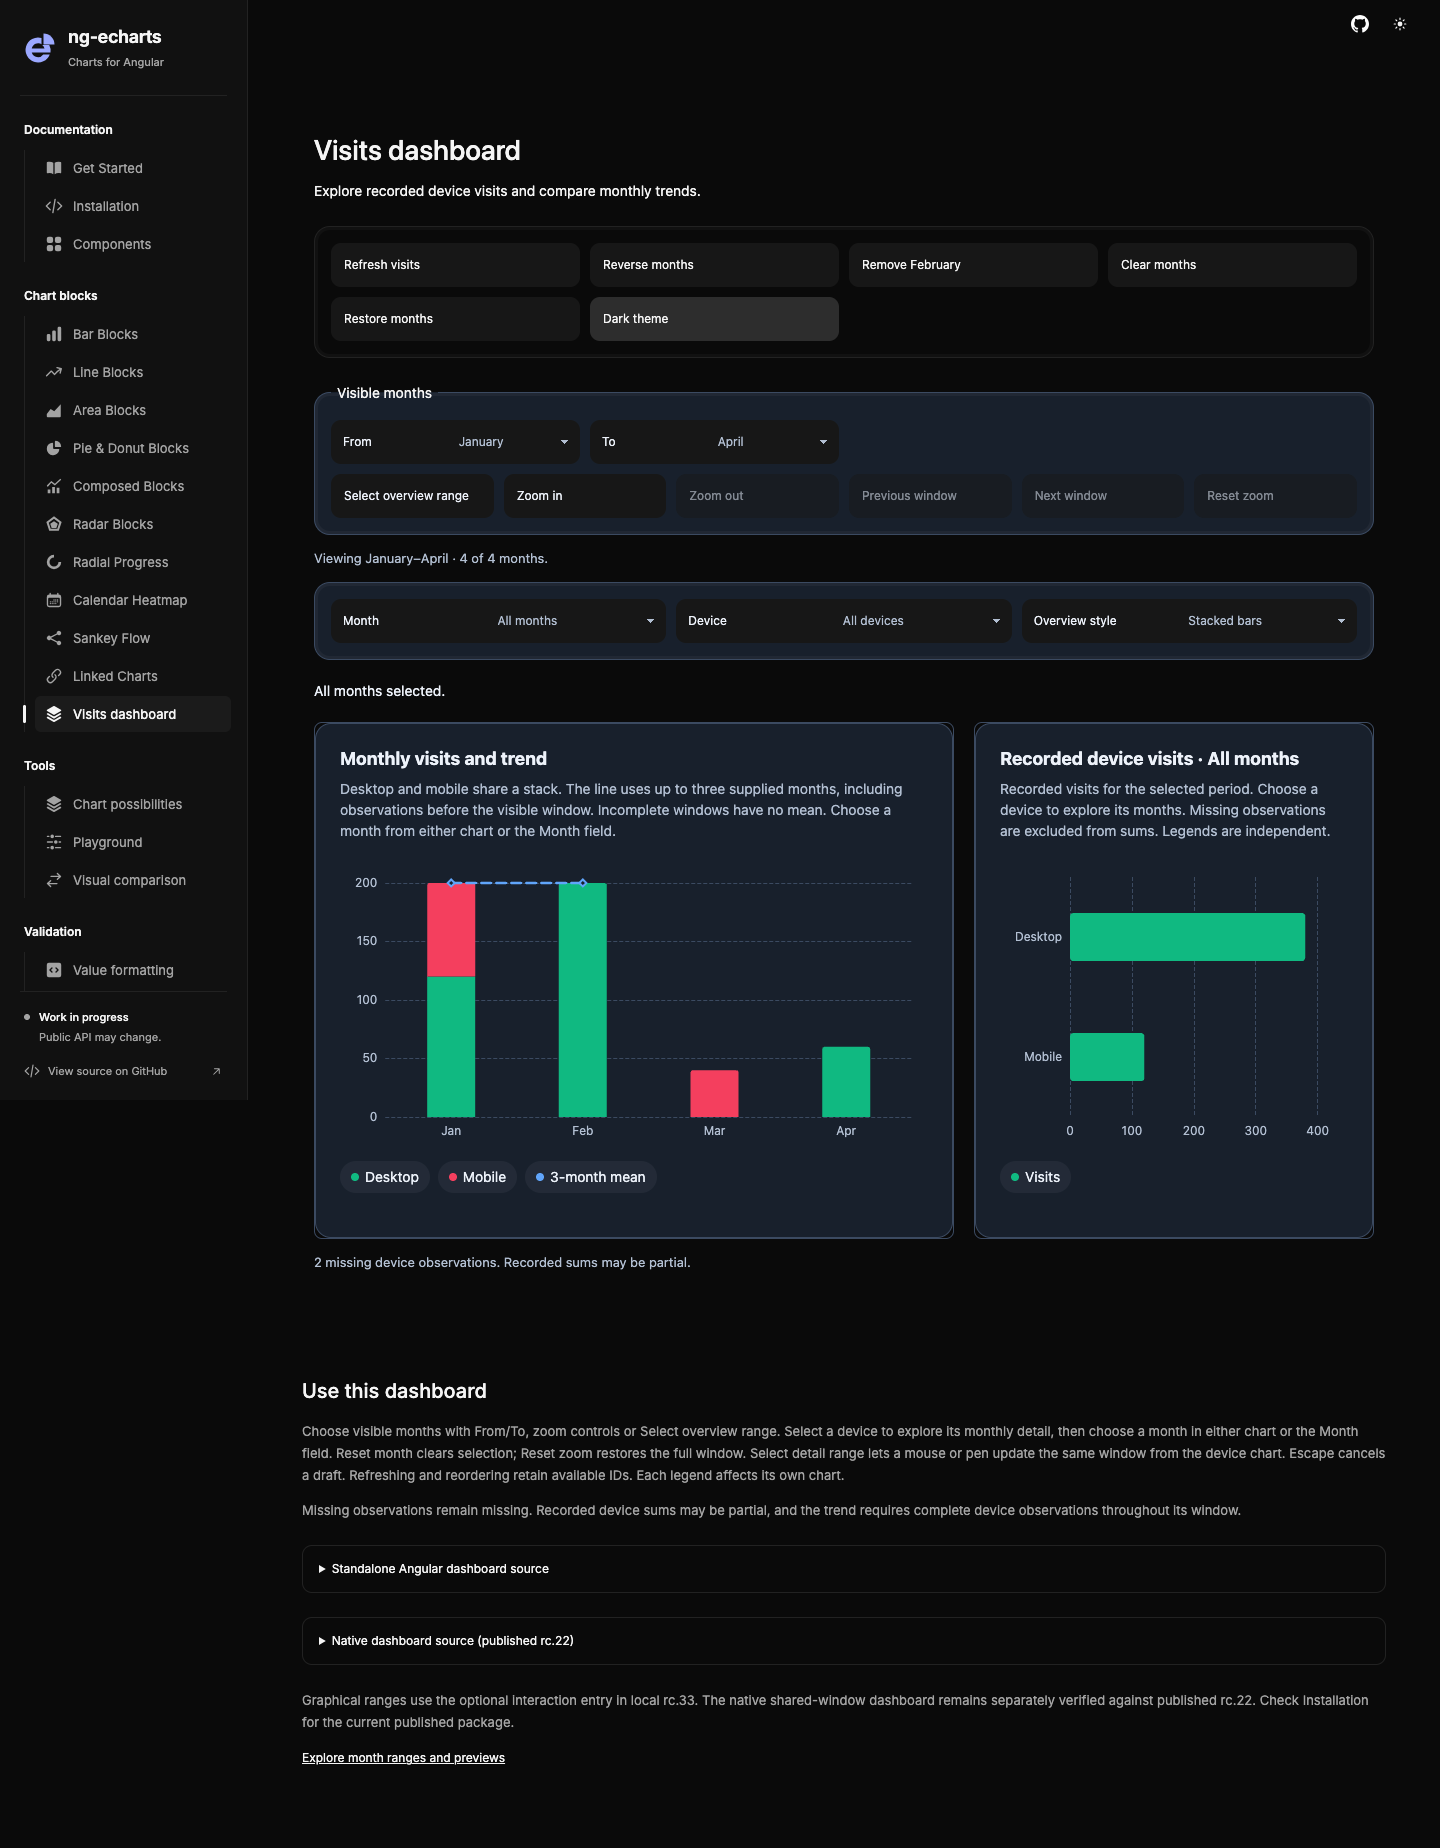 ng-echarts
Charts for Angular
Documentation
Get Started
Installation
Components
Chart blocks
Bar Blocks
Line Blocks
Area Blocks
Pie & Donut Blocks
Composed Blocks
Radar Blocks
Radial Progress
Calendar Heatmap
Sankey Flow
Linked Charts
Visits dashboard
Tools
Chart possibilities
Playground
Visual comparison
Validation
Value formatting
Work in progress
Public API may change.
View source on GitHub
Visits dashboard
Explore recorded device visits and compare monthly trends.
Refresh visits
Reverse months
Remove February
Clear months
Restore months
Dark theme
Visible months
From January
To April
Select overview range
Zoom in
Zoom out
Previous window
Next window
Reset zoom
Viewing January–April · 4 of 4 months.
Month All months
Device All devices
Overview style Stacked bars
All months selected.
Monthly visits and trend
Desktop and mobile share a stack. The line uses up to three supplied months, including
observations before the visible window. Incomplete windows have no mean. Choose a
month from either chart or the Month field.
200
150
100
50
0
Jan Feb Mar Apr
Desktop Mobile 3-month mean
Recorded device visits · All months
Recorded visits for the selected period. Choose a
device to explore its months. Missing observations
are excluded from sums. Legends are independent.
Desktop
Mobile
0 100 200 300 400
Visits
2 missing device observations. Recorded sums may be partial.
Use this dashboard
Choose visible months with From/To, zoom controls or Select overview range. Select a device to explore its monthly detail, then choose a month in either chart or the Month
field. Reset month clears selection; Reset zoom restores the full window. Select detail range lets a mouse or pen update the same window from the device chart. Escape cancels
a draft. Refreshing and reordering retain available IDs. Each legend affects its own chart.
Missing observations remain missing. Recorded device sums may be partial, and the trend requires complete device observations throughout its window.
Standalone Angular dashboard source
Native dashboard source (published rc.22)
Graphical ranges use the optional interaction entry in local rc.33. The native shared-window dashboard remains separately verified against published rc.22. Check Installation
for the current published package.
Explore month ranges and previews